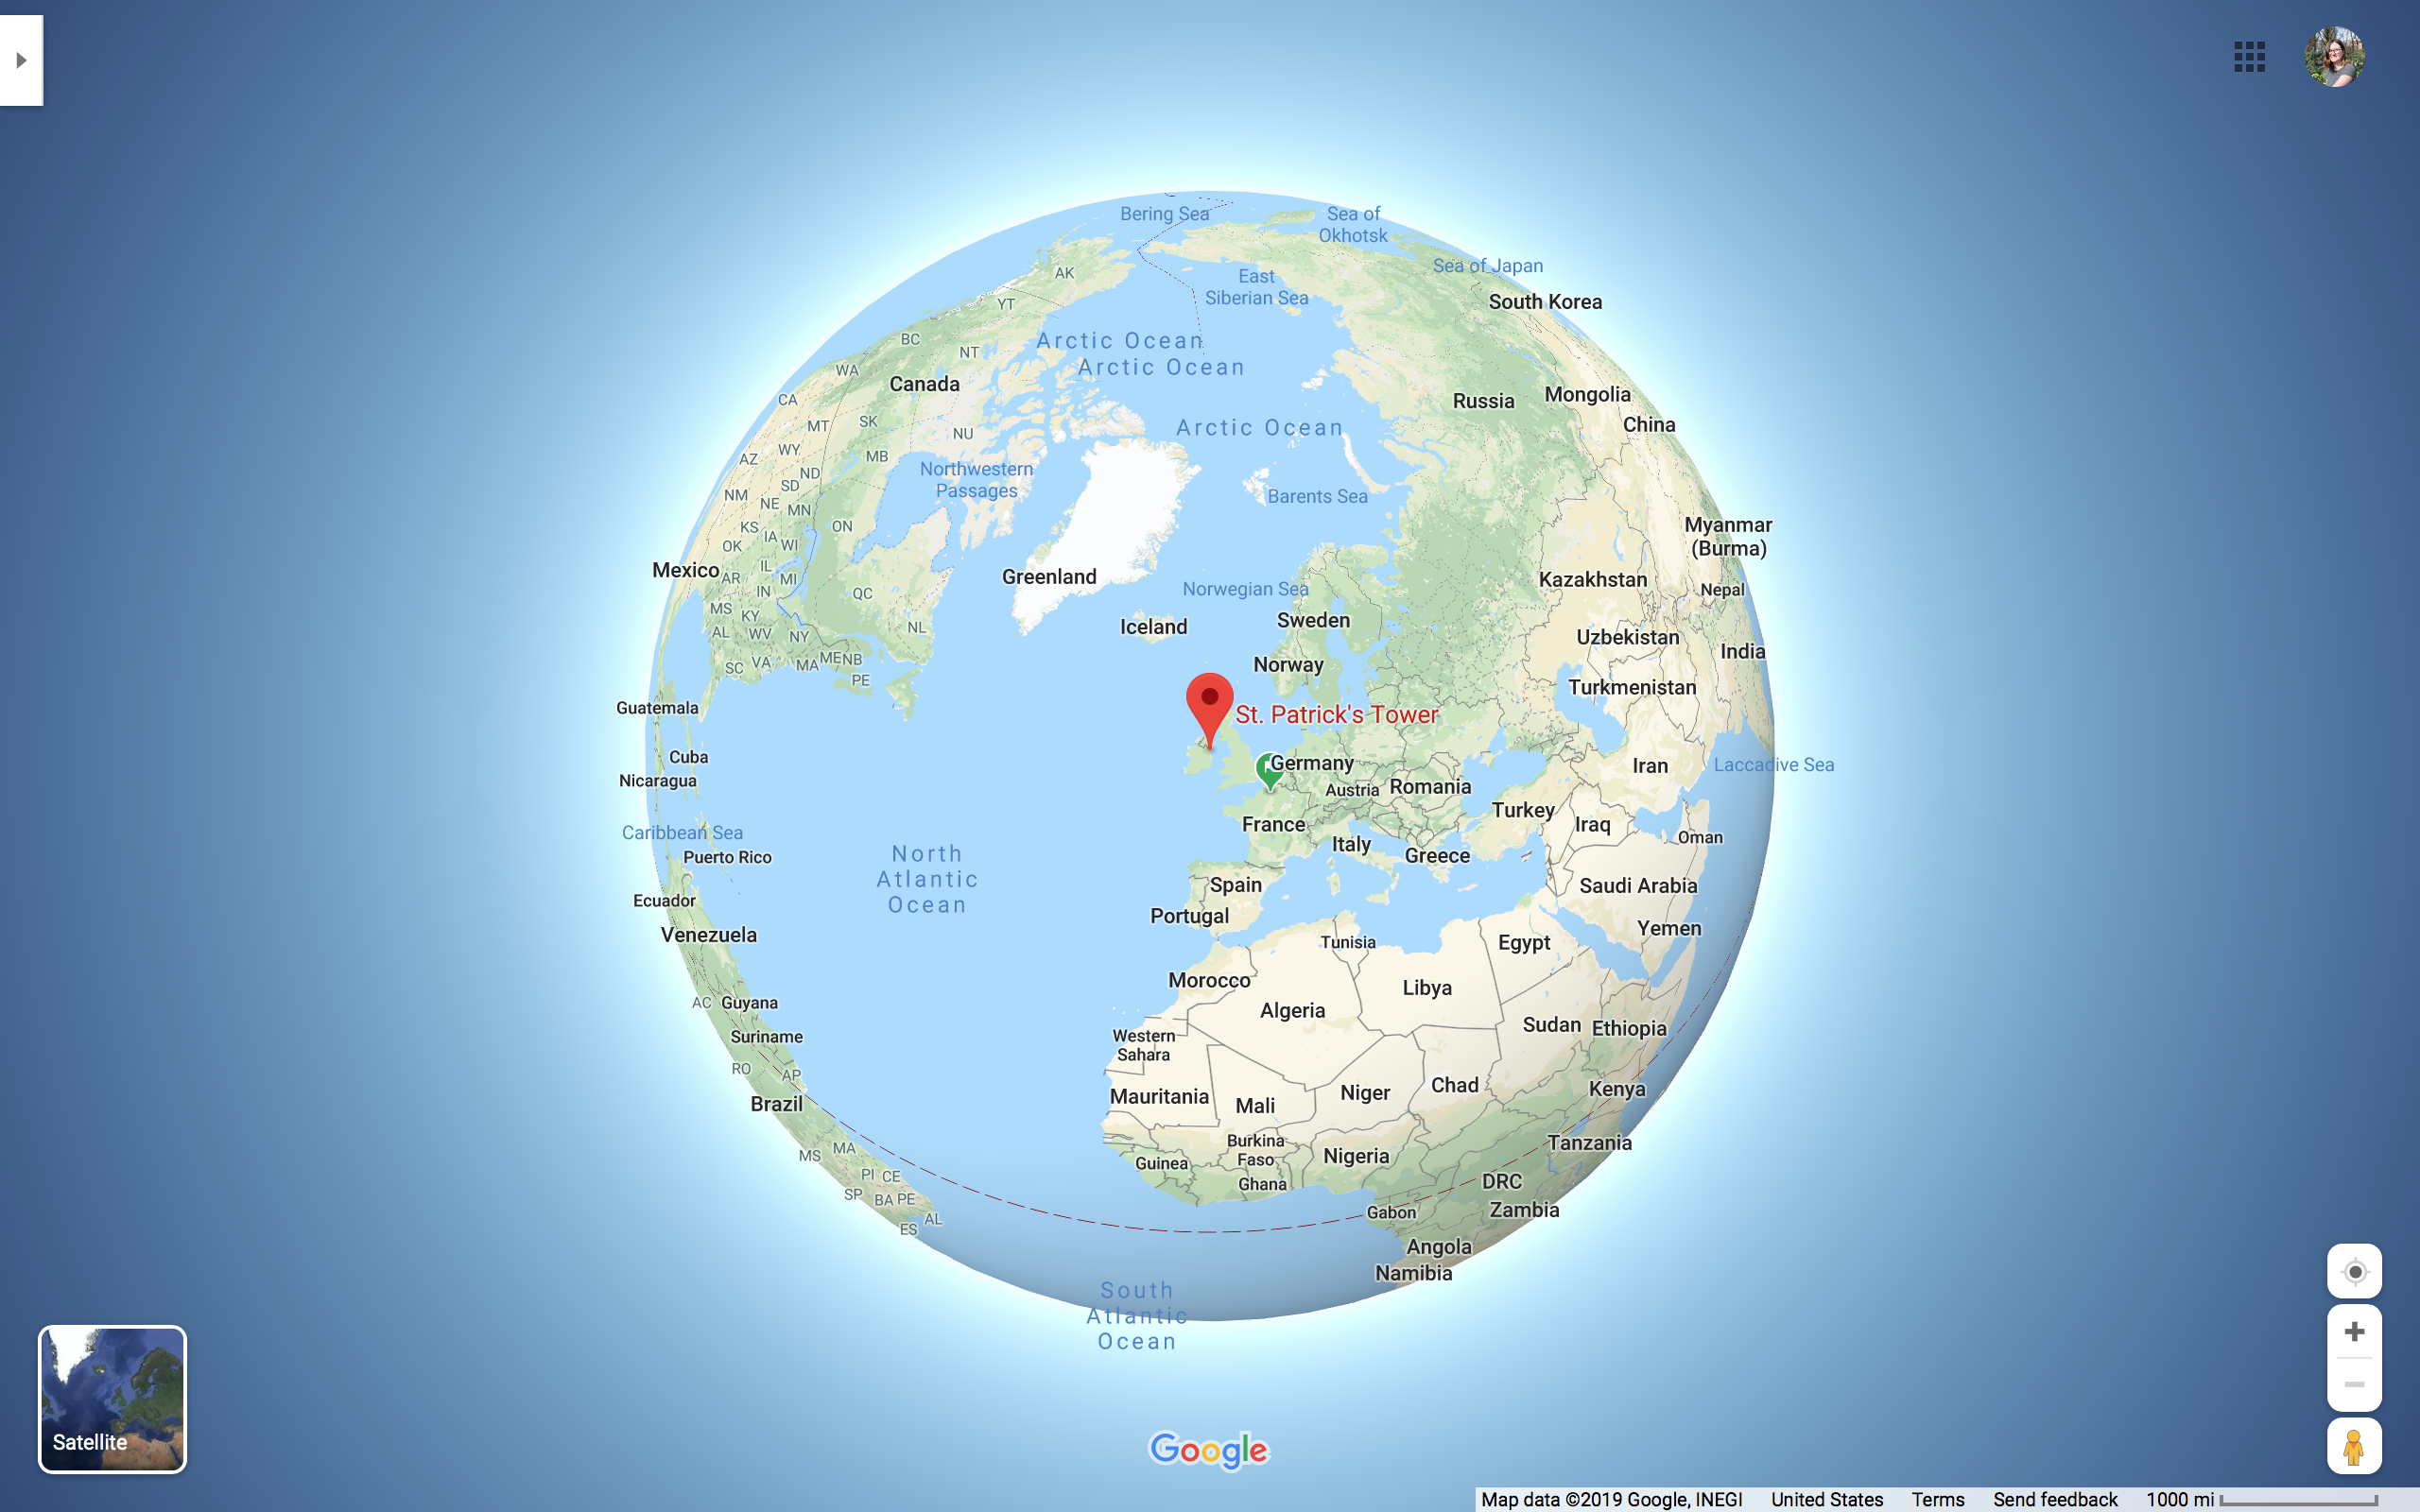 Bering Sea
Sea of
Okhotsk
Sea of Japan
AK
East
Siberian Sea
South Korea
YT
BC
NT
Arctic Ocean
Arctic Ocean
WA
Canada
Russia
Mongolia
China
CA
MT
SK
NU
Arctic Ocean
AZ
WY
MB
ND
Northwestern
Passages
SD
NM
NE
MN
Barents Sea
KS
IA
WI
ON
OK
Myanmar
(Burma)
Mexico
AR
IL
MI
IN
QC
Greenland
Norwegian Sea
Kazakhstan
Nepal
MS
KY
AL
WV
NY
NL
Iceland
Sweden
Uzbekistan
India
SC
VA
MA
ME
NB
PE
Norway
Turkmenistan
Guatemala
St. Patrick's Tower
Cuba
Nicaragua
Germany
Austria
Romania
Iran
Laccadive Sea
Caribbean Sea
Puerto Rico
France
Italy
Greece
Turkey
Iraq
Oman
North
Atlantic
Ocean
Ecuador
Venezuela
Spain
Portugal
Saudi Arabia
Yemen
Tunisia
Egypt
Morocco
Algeria
Libya
AC
Guyana
Suriname
Western
Sahara
Sudan
Ethiopia
RO
AP
Brazil
Mauritania
Mali
Niger
Chad
Kenya
MS
MA
Burkina
Faso
Guinea
Ghana
Nigeria
Tanzania
PI
CE
SP
BA
PE
DRC
Zambia
Gabon
ES
AL
Angola
Namibia
South
Atlantic
Ocean
Satellite
Google
Map data ©2019 Google, INEGI United States Terms Send feedback 1000 mi